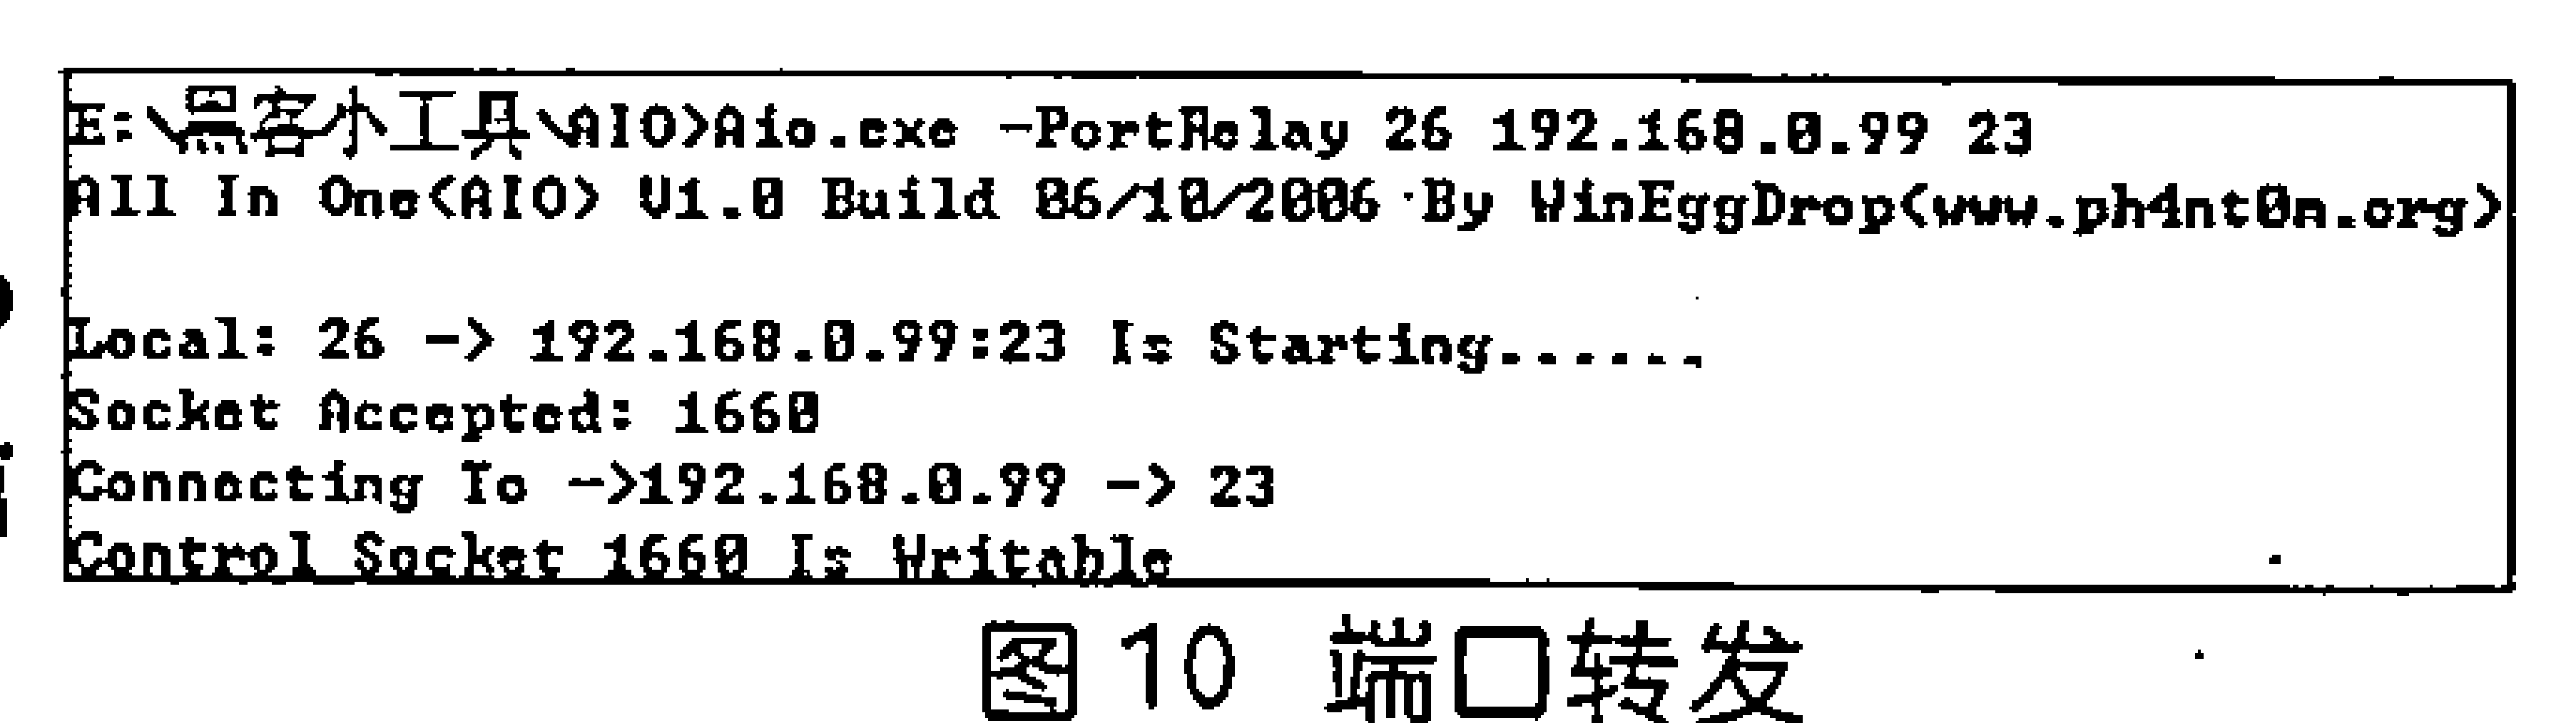 E:\黑客小工具\AIO>Aio.exe -PortRelay 26 192.168.0.99 23
All In One(AIO) V1.0 Build 06/10/2006 By WinEggDrop(www.ph4nt0m.org)
Local: 26 -> 192.168.0.99:23 Is Starting......
Socket Accepted: 1660
Connecting To ->192.168.0.99 -> 23
Control Socket 1660 Is Writable
图 10 端口转发